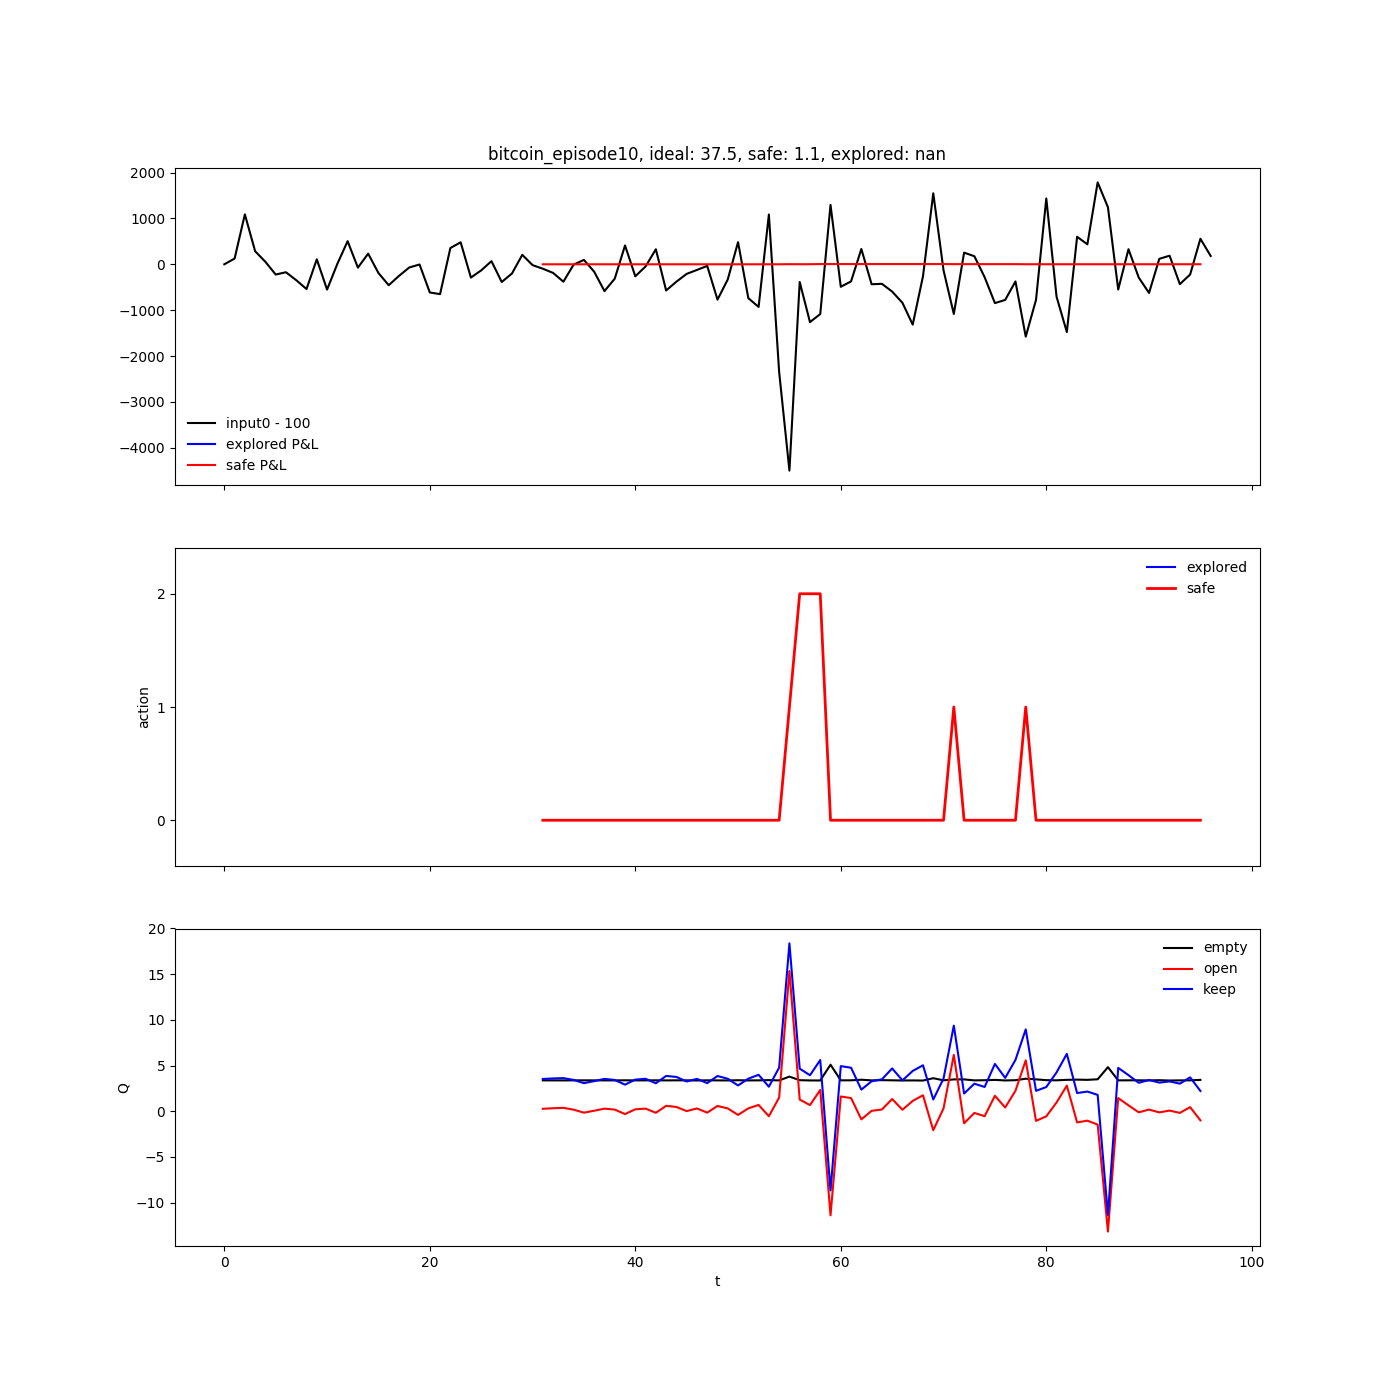 bitcoin_episode10, ideal: 37.5, safe: 1.1, explored: nan
2000
1000
0
−1000
−2000
−3000
−4000
input0 - 100
explored P&L
safe P&L
2
1
0
action
explored
safe
20
15
10
5
0
−5
−10
Q
empty
open
keep
0
20
40
60
80
100
t